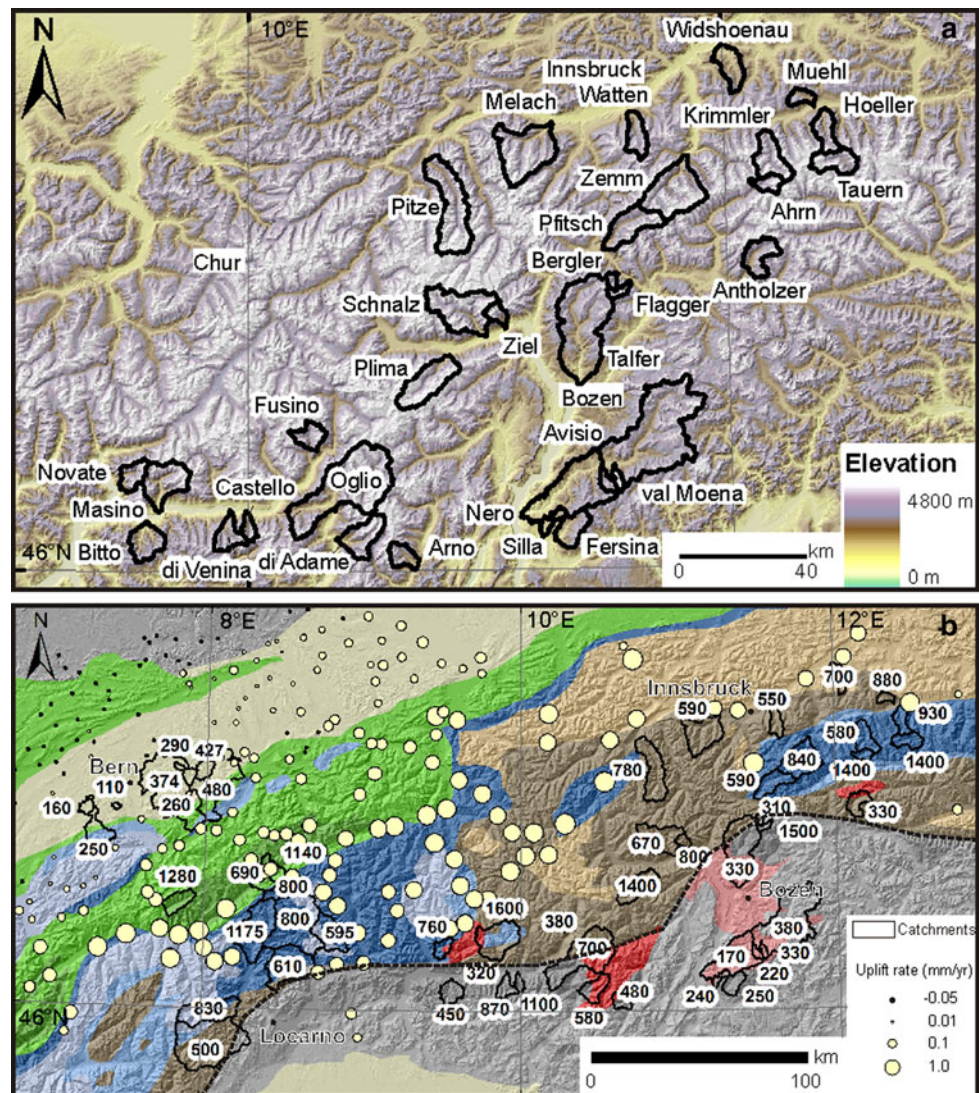 N
10°E
a
Widshoenau
Innsbruck
Muehl
Watten
Hoeller
Melach
Krimmler
Zemm
Tauern
Pitze
Ahrn
Pfitsch
Chur
Bergler
Antholzer
Schnalz
Flagger
Ziel
Plima
Talfer
Fusino
Bozen
Avisio
Elevation
Novate
Castello
Oglio
val Moena
4800 m
Masino
Nero
Bitto
di Adame
Arno
Silla
Fersina
km
46°N
di Venina
0
40
0 m
N
8°E
10°E
12°E
b
700
880
Innsbruck
590
550
930
290
427
580
Bern
374
780
840
110
590
1400
1400
160
260
480
310
330
250
1500
1140
670
690
800
330
1280
800
1400
Bozen
800
1600
380
380
Catchments
1175
595
760
700
170
330
Uplift rate (mm/yr)
610
320
220
480
-0.05
240
250
46°N
830
450
870
1100
580
0.01
Locarno
0.1
500
km
1.0
0
100